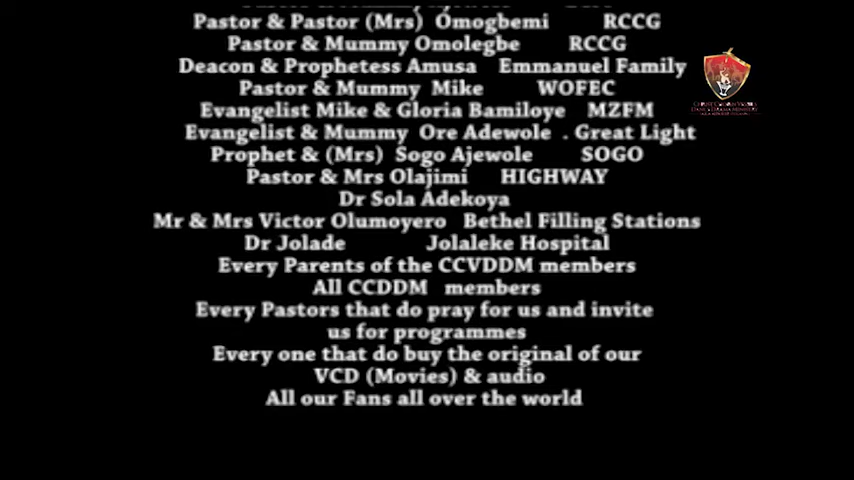 Pastor & Pastor (Mrs) Omogbemi RCCG
Pastor & Mummy Omolegbe RCCG
Deacon & Prophetess Amusa Emmanuel Family
Pastor & Mummy Mike WOFEC
Evangelist Mike & Gloria Bamiloye MZFM
Evangelist & Mummy Ore Adewole . Great Light
Prophet & (Mrs) Sogo Ajewole SOGO
Pastor & Mrs Olajimi HIGHWAY
Dr Sola Adekoya
Mr & Mrs Victor Olumoyero Bethel Filling Stations
Dr Jolade Jolaleke Hospital
Every Parents of the CCVDDM members
All CCDDM members
Every Pastors that do pray for us and invite
us for programmes
Every one that do buy the original of our
VCD (Movies) & audio
All our Fans all over the world